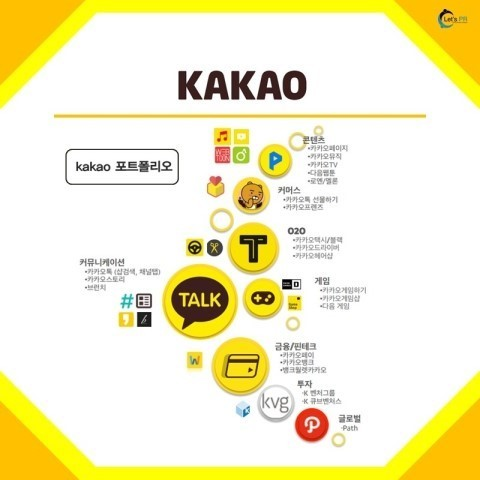 Let's PR
KAKAO
kakao 포트폴리오
WEB
TOON
콘텐츠
•카카오페이지
•카카오뮤직
•카카오TV
•다음웹툰
•로엔/멜론
커머스
•카카오톡 선물하기
•카카오프렌즈
O2O
•카카오택시/블랙
•카카오드라이버
•카카오헤어샵
T
커뮤니케이션
•카카오톡 (샵검색, 채널탭)
•카카오스토리
•브런치
#
TALK
게임
•카카오게임하기
•카카오게임샵
•다음 게임
금융/핀테크
•카카오페이
•카카오뱅크
•뱅크월렛카카오
W
투자
•K 벤처그룹
•K 큐브벤처스
kvg
K
글로벌
•Path